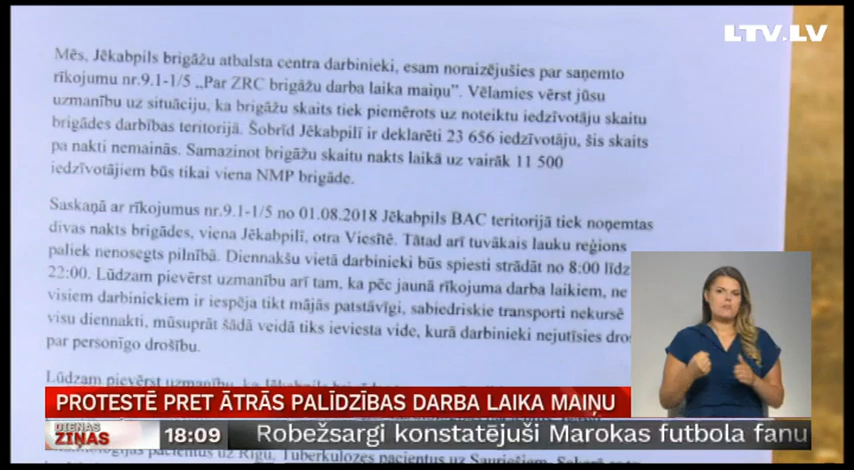 LTV.LV
Mēs, Jēkabpils brigāžu atbalsta centra darbinieki, esam noraizējušies par saņemto
rīkojumu nr.9.1-1/5 „Par ZRC brigāžu darba laika maiņu”. Vēlamies vērst jūsu
uzmanību uz situāciju, ka brigāžu skaits tiek piemērots uz noteiktu iedzīvotāju skaitu
brigādes darbības teritorijā. Šobrīd Jēkabpilī ir deklarēti 23 656 iedzīvotāju, šis skaits
pa nakti nemainās. Samazinot brigāžu skaitu nakts laikā uz vairāk 11 500
iedzīvotājiem būs tikai viena NMP brigāde.
Saskaņā ar rīkojumus nr.9.1-1/5 no 01.08.2018 Jēkabpils BAC teritorijā tiek noņemtas
divas nakts brigādes, viena Jēkabpilī, otra Viesītē. Tātad arī tuvākais lauku reģions
paliek nenosegts pilnībā. Diennakšu vietā darbinieki būs spiesti strādāt no 8:00 līdz
22:00. Lūdzam pievērst uzmanību arī tam, ka pēc jaunā rīkojuma darba laikiem, ne
visiem darbiniekiem ir iespēja tikt mājās patstāvīgi, sabiedriskie transporti nekursē
visu diennakti, mūsuprāt šādā veidā tiks ieviesta vide, kurā darbinieki nejutīsies
par personīgo drošību.
Lūdzam pievērst uzmanību, ka
PROTESTĒ PRET ĀTRĀS PALĪDZĪBAS DARBA LAIKA MAIŅU
DIENAS
ZIŅAS
18:09
Robežsargi konstatējuši Marokas futbola fanu
pacientus uz Rīgu, Tuberkulozes pacientus uz